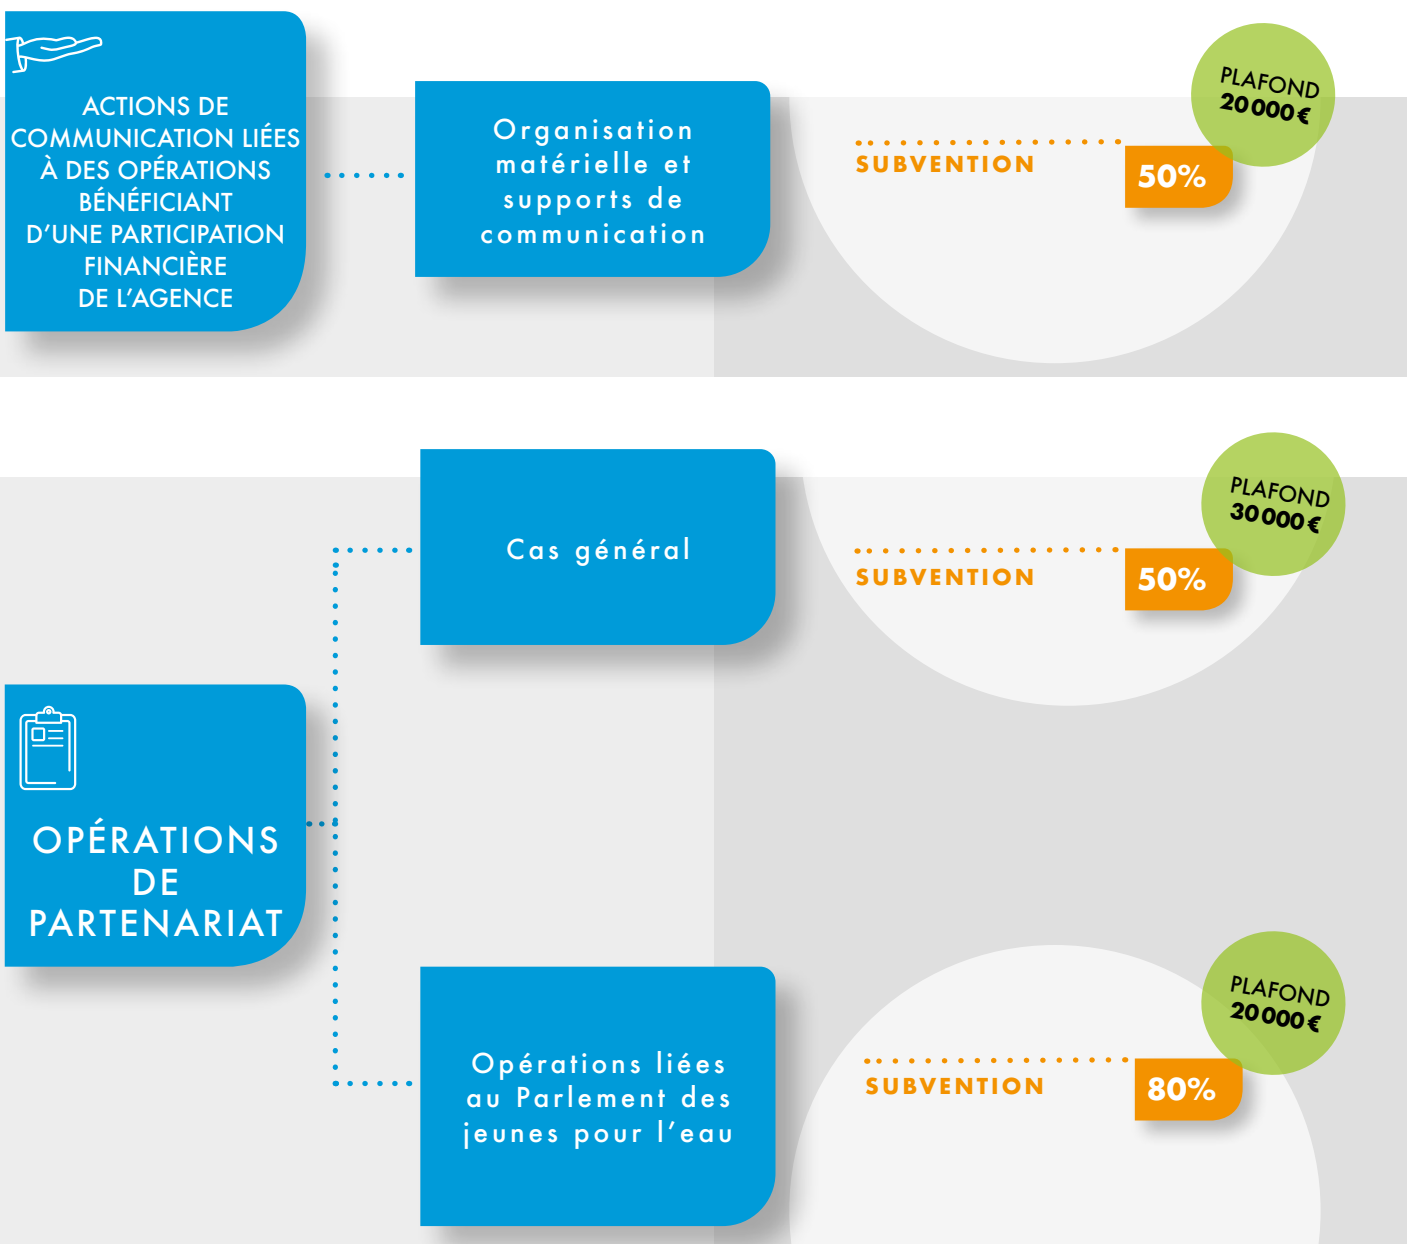 ACTIONS DE
COMMUNICATION LIÉES
À DES OPÉRATIONS
BÉNÉFICIANT
D’UNE PARTICIPATION
FINANCIÈRE
DE L’AGENCE
Organisation
matérielle et
supports de
communication
SUBVENTION
50%
PLAFOND
20 000 €
OPÉRATIONS
DE
PARTENARIAT
Cas général
SUBVENTION
50%
PLAFOND
30 000 €
Opérations liées
au Parlement des
jeunes pour l’eau
SUBVENTION
80%
PLAFOND
20 000 €